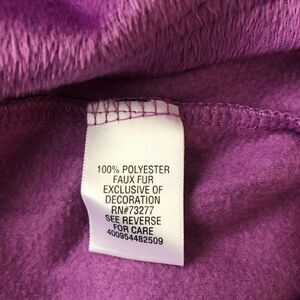 100% POLYESTER
FAUX FUR
EXCLUSIVE OF
DECORATION
RN#73277
SEE REVERSE
FOR CARE
400954482509